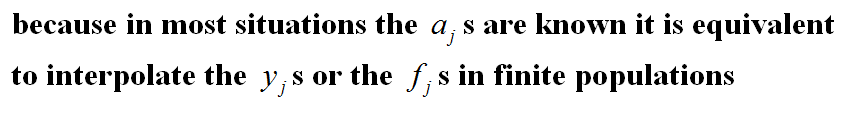 because in most situations the a_j s are known it is equivalent
to interpolate the y_j s or the f_j s in finite populations